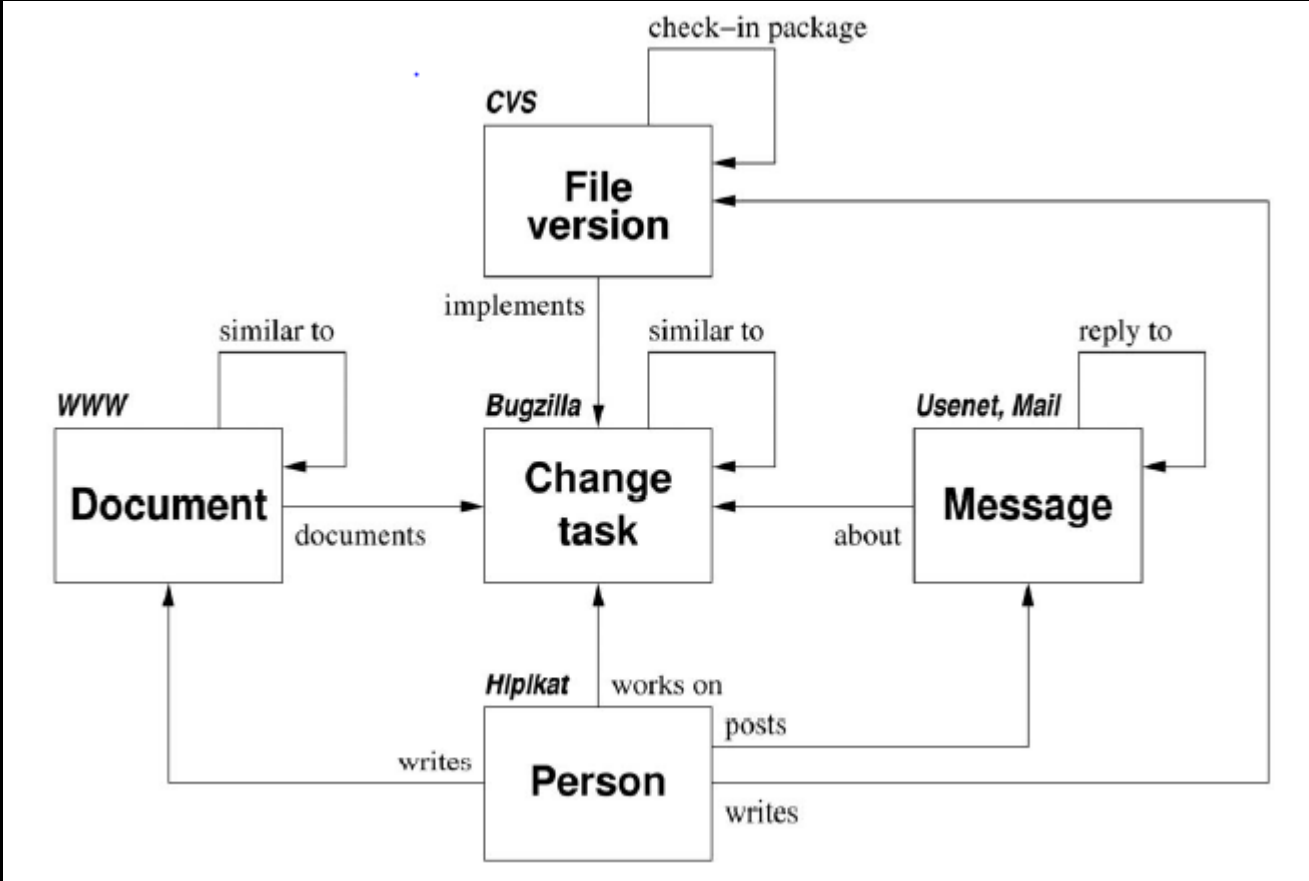 check–in package
CVS
File
version
implements
similar to
similar to
reply to
WWW
Bugzilla
Usenet, Mail
Document
Change
task
Message
documents
about
Hipikat
works on
posts
writes
Person
writes